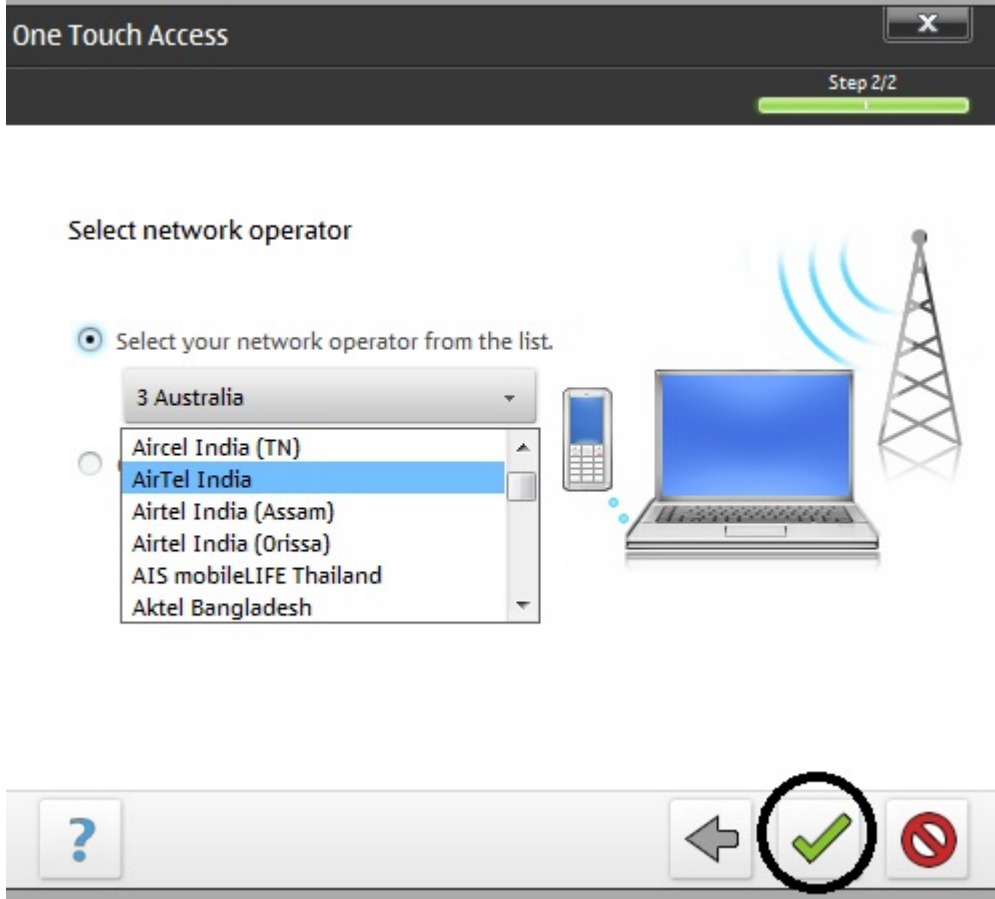 One Touch Access
x
Step 2/2
Select network operator
Select your network operator from the list.
3 Australia
Aircel India (TN)
AirTel India
Airtel India (Assam)
Airtel India (Orissa)
AIS mobileLIFE Thailand
Aktel Bangladesh
?